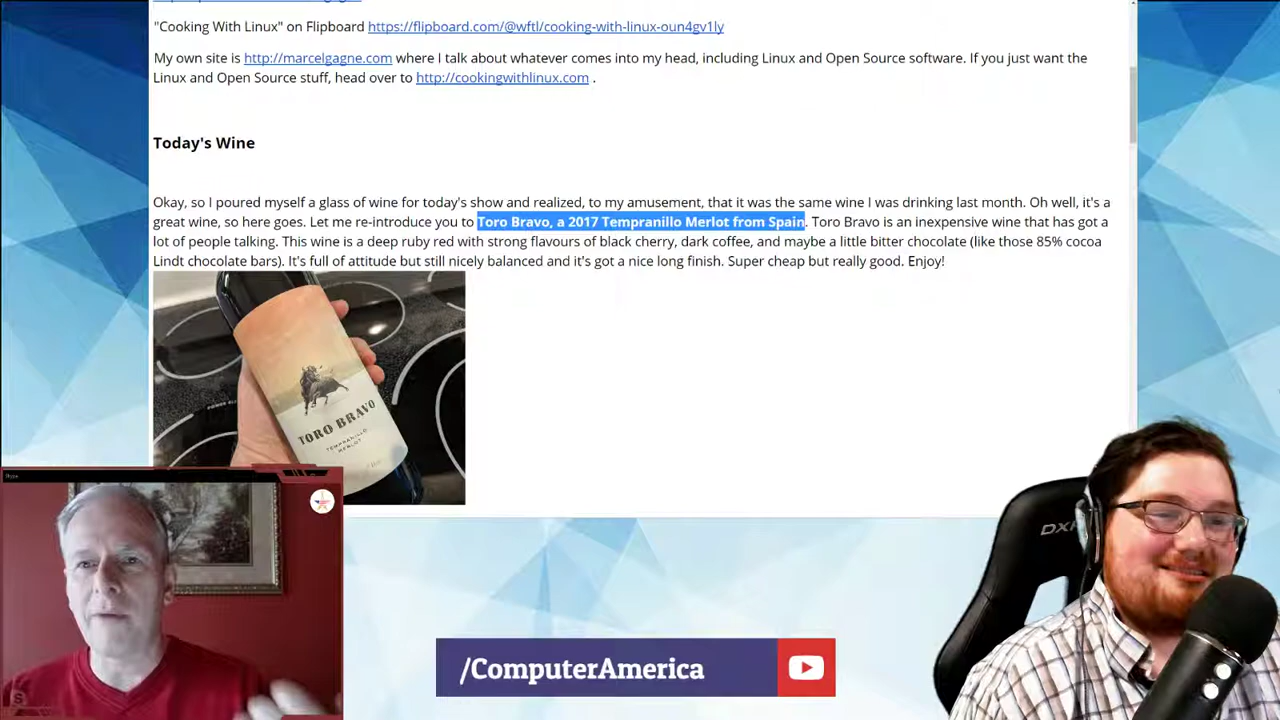 "Cooking With Linux" on Flipboard https://flipboard.com/@wftl/cooking-with-linux-oun4gv1ly
My own site is http://marcelgagne.com where I talk about whatever comes into my head, including Linux and Open Source software. If you just want the
Linux and Open Source stuff, head over to http://cookingwithlinux.com .
Today's Wine
Okay, so I poured myself a glass of wine for today's show and realized, to my amusement, that it was the same wine I was drinking last month. Oh well, it's a
great wine, so here goes. Let me re-introduce you to Toro Bravo, a 2017 Tempranillo Merlot from Spain. Toro Bravo is an inexpensive wine that has got a
lot of people talking. This wine is a deep ruby red with strong flavours of black cherry, dark coffee, and maybe a little bitter chocolate (like those 85% cocoa
Lindt chocolate bars). It's full of attitude but still nicely balanced and it's got a nice long finish. Super cheap but really good. Enjoy!
TORO BRAVO
TEMPRANILLO
MERLOT
Skype
DX
/ComputerAmerica